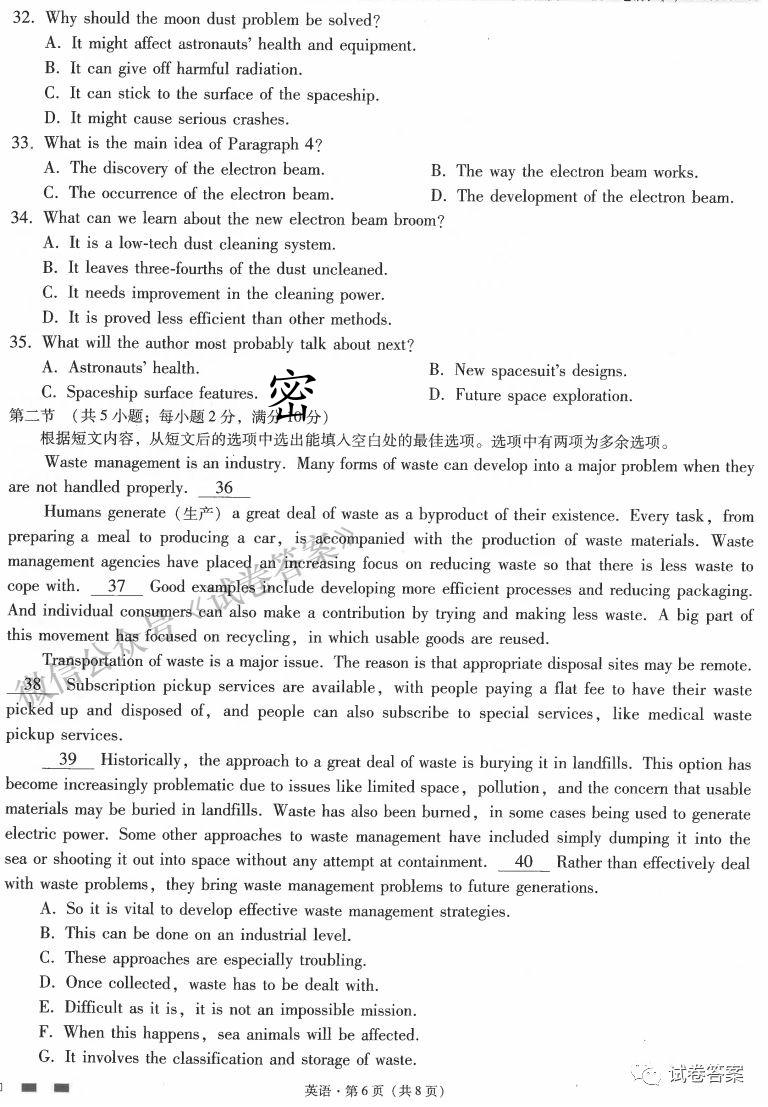 32. Why should the moon dust problem be solved?
A. It might affect astronauts' health and equipment.
B. It can give off harmful radiation.
C. It can stick to the surface of the spaceship.
D. It might cause serious crashes.
33. What is the main idea of Paragraph 4?
A. The discovery of the electron beam. B. The way the electron beam works.
C. The occurrence of the electron beam. D. The development of the electron beam.
34. What can we learn about the new electron beam broom?
A. It is a low-tech dust cleaning system.
B. It leaves three-fourths of the dust uncleaned.
C. It needs improvement in the cleaning power.
D. It is proved less efficient than other methods.
35. What will the author most probably talk about next?
A. Astronauts' health. B. New spacesuit's designs.
C. Spaceship surface features. D. Future space exploration.
密
第二节 (共5小题;每小题2分,满分10分)
根据短文内容,从短文后的选项中选出能填入空白处的最佳选项。选项中有两项为多余选项。
Waste management is an industry. Many forms of waste can develop into a major problem when they
are not handled properly. 36
Humans generate (生产) a great deal of waste as a byproduct of their existence. Every task, from
preparing a meal to producing a car, is accompanied with the production of waste materials. Waste
management agencies have placed an increasing focus on reducing waste so that there is less waste to
cope with. 37 Good examples include developing more efficient processes and reducing packaging.
And individual consumers can also make a contribution by trying and making less waste. A big part of
this movement has focused on recycling, in which usable goods are reused.
Transportation of waste is a major issue. The reason is that appropriate disposal sites may be remote.
38 Subscription pickup services are available, with people paying a flat fee to have their waste
picked up and disposed of, and people can also subscribe to special services, like medical waste
pickup services.
39 Historically, the approach to a great deal of waste is burying it in landfills. This option has
become increasingly problematic due to issues like limited space, pollution, and the concern that usable
materials may be buried in landfills. Waste has also been burned, in some cases being used to generate
electric power. Some other approaches to waste management have included simply dumping it into the
sea or shooting it out into space without any attempt at containment. 40 Rather than effectively deal
with waste problems, they bring waste management problems to future generations.
A. So it is vital to develop effective waste management strategies.
B. This can be done on an industrial level.
C. These approaches are especially troubling.
D. Once collected, waste has to be dealt with.
E. Difficult as it is, it is not an impossible mission.
F. When this happens, sea animals will be affected.
G. It involves the classification and storage of waste.
微信公众号《试卷答案》
试卷答案
英语·第6页(共8页)